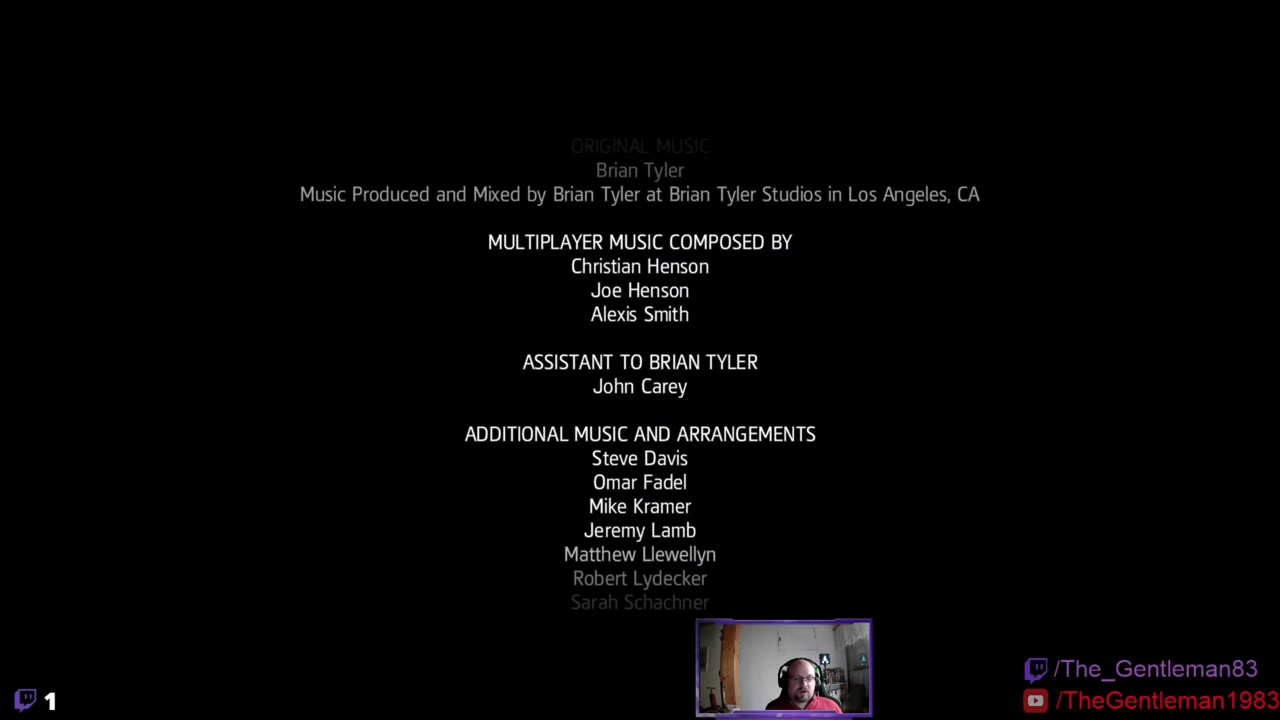 ORIGINAL MUSIC
Brian Tyler
Music Produced and Mixed by Brian Tyler at Brian Tyler Studios in Los Angeles, CA
MULTIPLAYER MUSIC COMPOSED BY
Christian Henson
Joe Henson
Alexis Smith
ASSISTANT TO BRIAN TYLER
John Carey
ADDITIONAL MUSIC AND ARRANGEMENTS
Steve Davis
Omar Fadel
Mike Kramer
Jeremy Lamb
Matthew Llewellyn
Robert Lydecker
Sarah Schachner
/The_Gentleman83
1
/TheGentleman1983